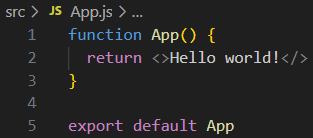 src > JS App.js > ...
1 function App() {
2 return <>Hello world!</>
3 }
4
5 export default App